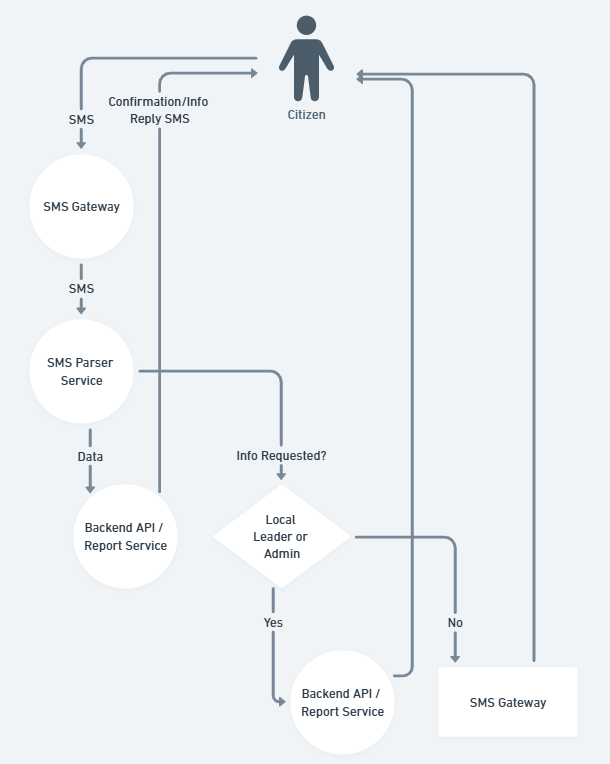 Confirmation/Info
Reply SMS
Citizen
SMS
SMS Gateway
SMS
SMS Parser
Service
Data
Info Requested?
Backend API /
Report Service
Local
Leader or
Admin
Yes
No
Backend API /
Report Service
SMS Gateway